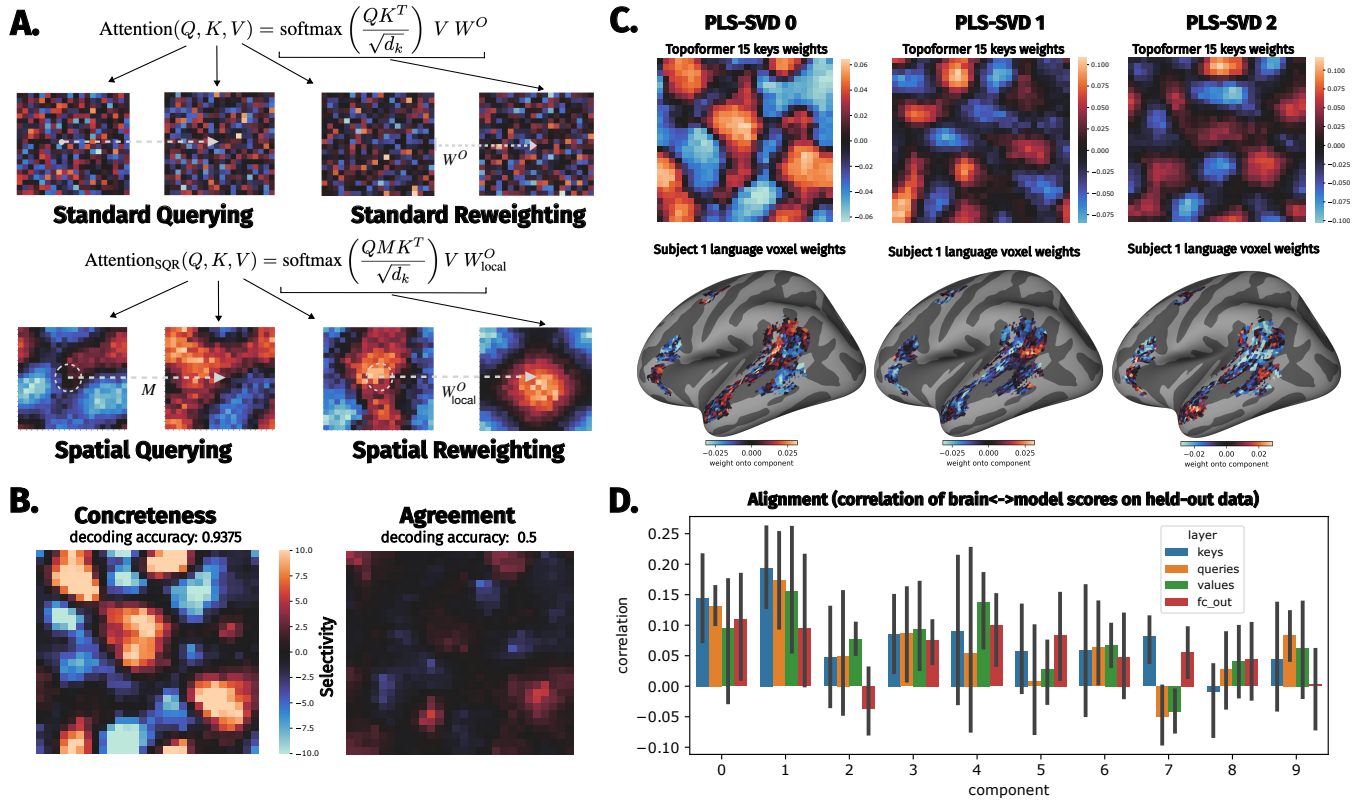 A.
Attention(Q, K, V) = softmax (QK^T / √d_k) V W^O
W^O
Standard Querying
Standard Reweighting
Attention_SQR(Q, K, V) = softmax (QMK^T / √d_k) V W^O_local
M
W^O_local
Spatial Querying
Spatial Reweighting
B.
Concreteness
decoding accuracy: 0.9375
10.0
7.5
5.0
2.5
0.0
−2.5
−5.0
−7.5
−10.0
Selectivity
Agreement
decoding accuracy: 0.5
C.
PLS-SVD 0
Topoformer 15 keys weights
0.06
0.04
0.02
0.00
−0.02
−0.04
−0.06
Subject 1 language voxel weights
−0.025 0.000 0.025
weight onto component
PLS-SVD 1
Topoformer 15 keys weights
0.100
0.075
0.050
0.025
0.000
−0.025
−0.050
−0.075
Subject 1 language voxel weights
−0.025 0.000 0.025
weight onto component
PLS-SVD 2
Topoformer 15 keys weights
0.100
0.075
0.050
0.025
0.000
−0.025
−0.050
−0.075
−0.100
Subject 1 language voxel weights
−0.02 0.00 0.02
weight onto component
D.
Alignment (correlation of brain<->model scores on held-out data)
0.25
0.20
0.15
0.10
0.05
0.00
−0.05
−0.10
correlation
layer
keys
queries
values
fc_out
0 1 2 3 4 5 6 7 8 9
component